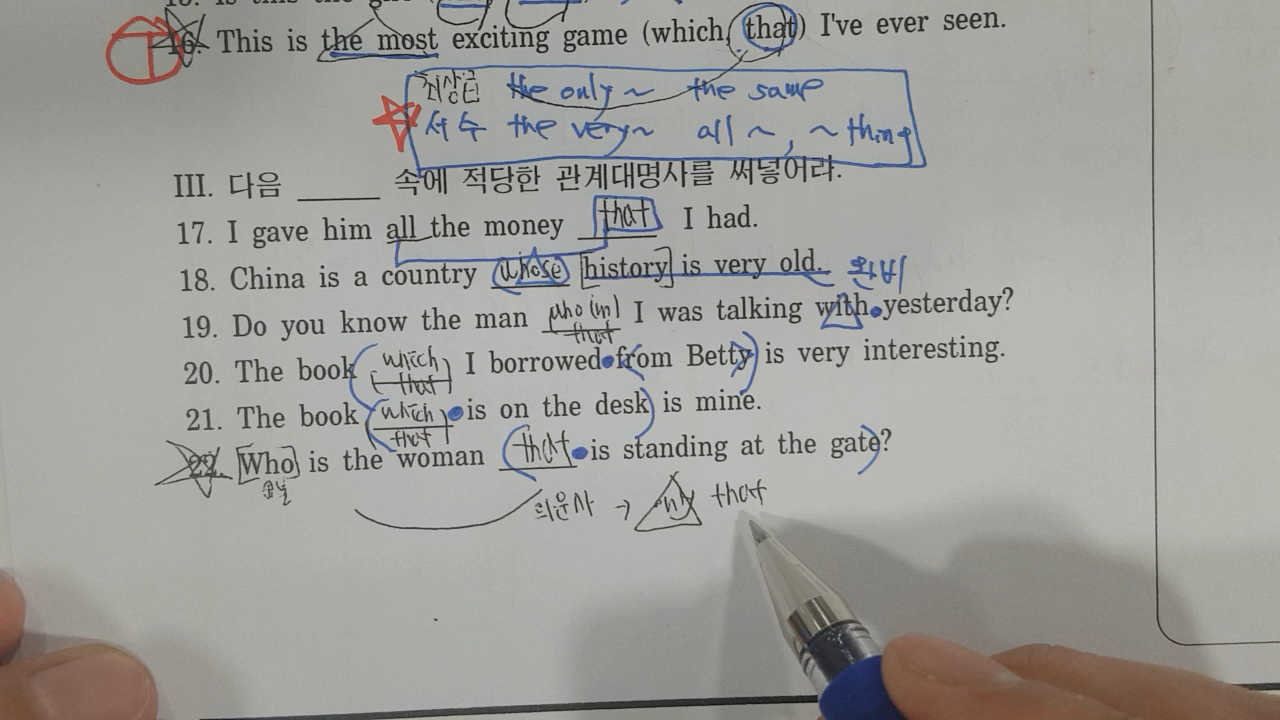 16. This is the most exciting game (which, that) I've ever seen.
최상급 the only ~ the same
서수 the very ~ all ~, ~thing
III. 다음 ______ 속에 적당한 관계대명사를 써넣어라.
17. I gave him all the money that I had.
18. China is a country whose history is very old. 완비
19. Do you know the man who(m) I was talking with yesterday?
that
20. The book which I borrowed from Betty is very interesting.
that
21. The book which is on the desk is mine.
that
22. Who is the woman that is standing at the gate?
의문사 → only that